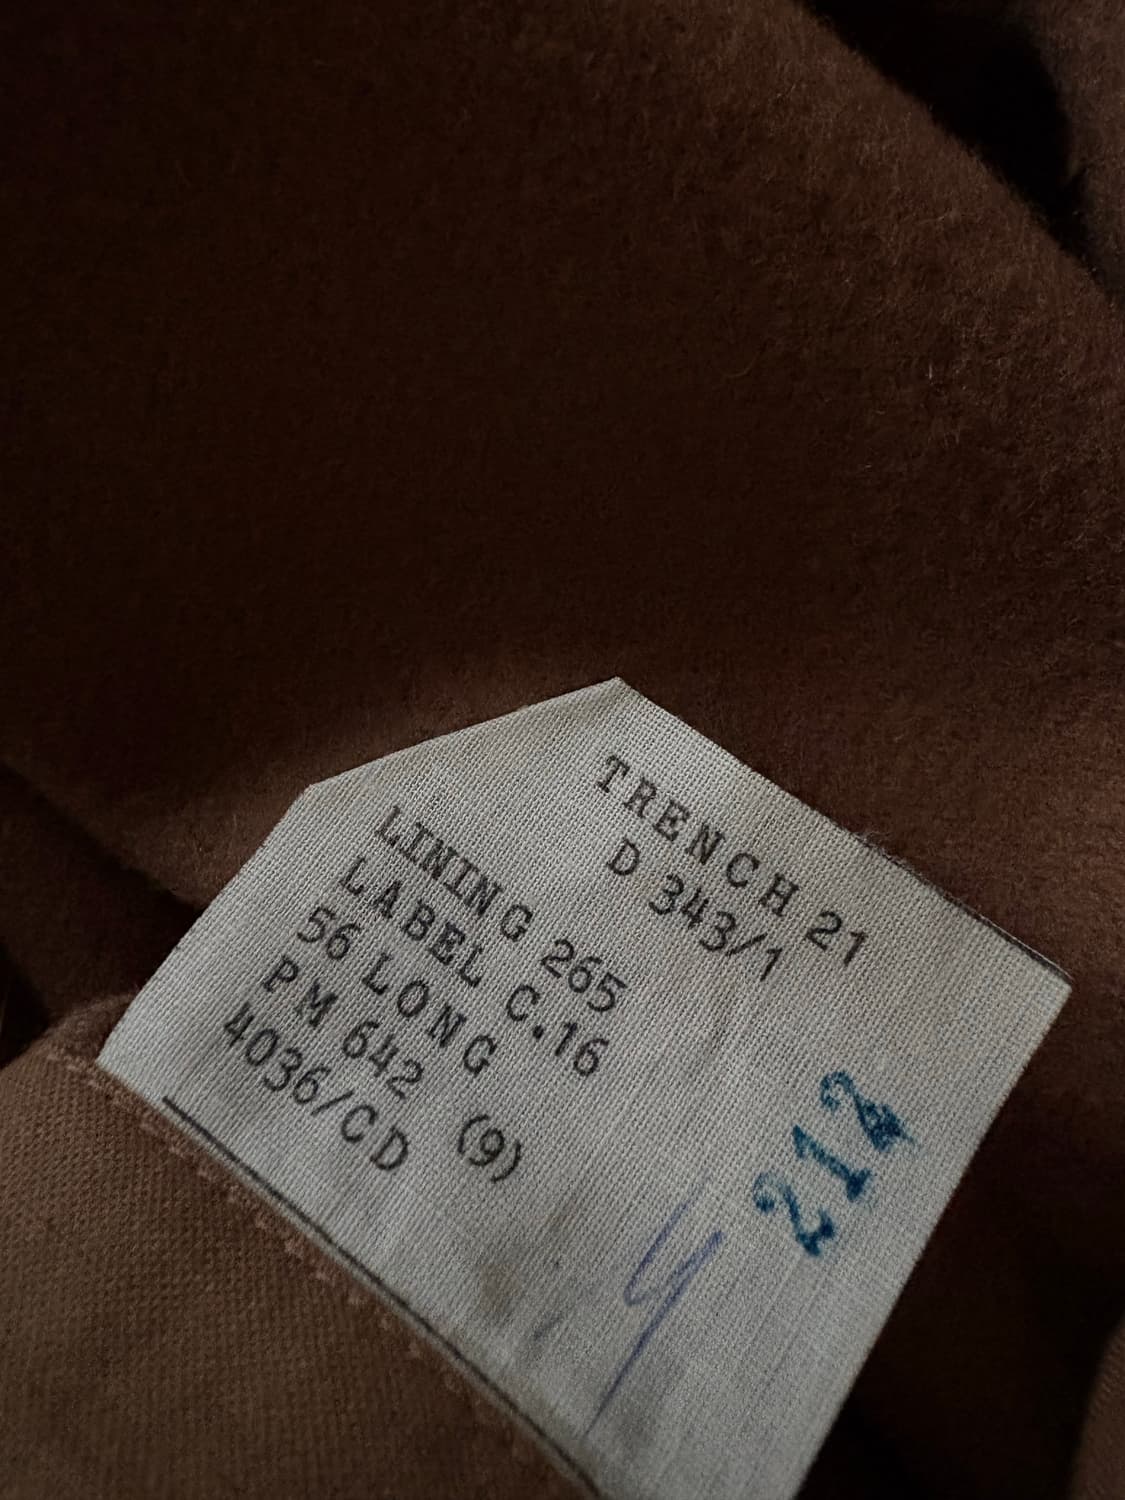 TRENCH 21
D 343/1
LINING 265
LABEL C.16
56 LONG
PM 642 (9)
4036/CD
212